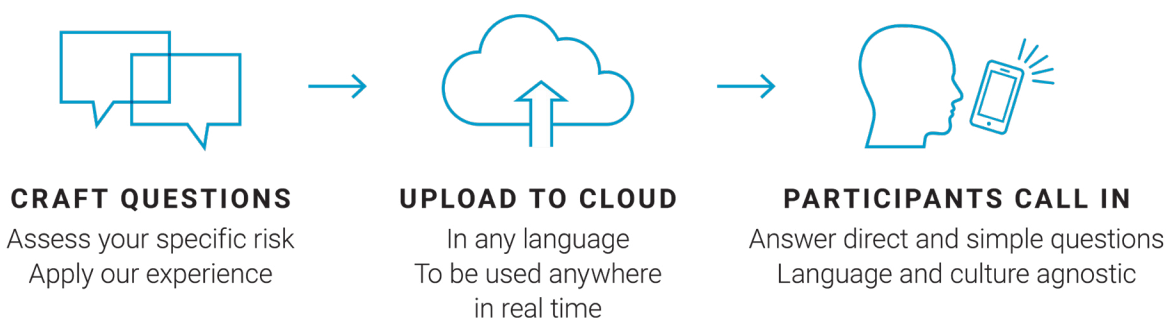 CRAFT QUESTIONS
Assess your specific risk
Apply our experience
UPLOAD TO CLOUD
In any language
To be used anywhere
in real time
PARTICIPANTS CALL IN
Answer direct and simple questions
Language and culture agnostic